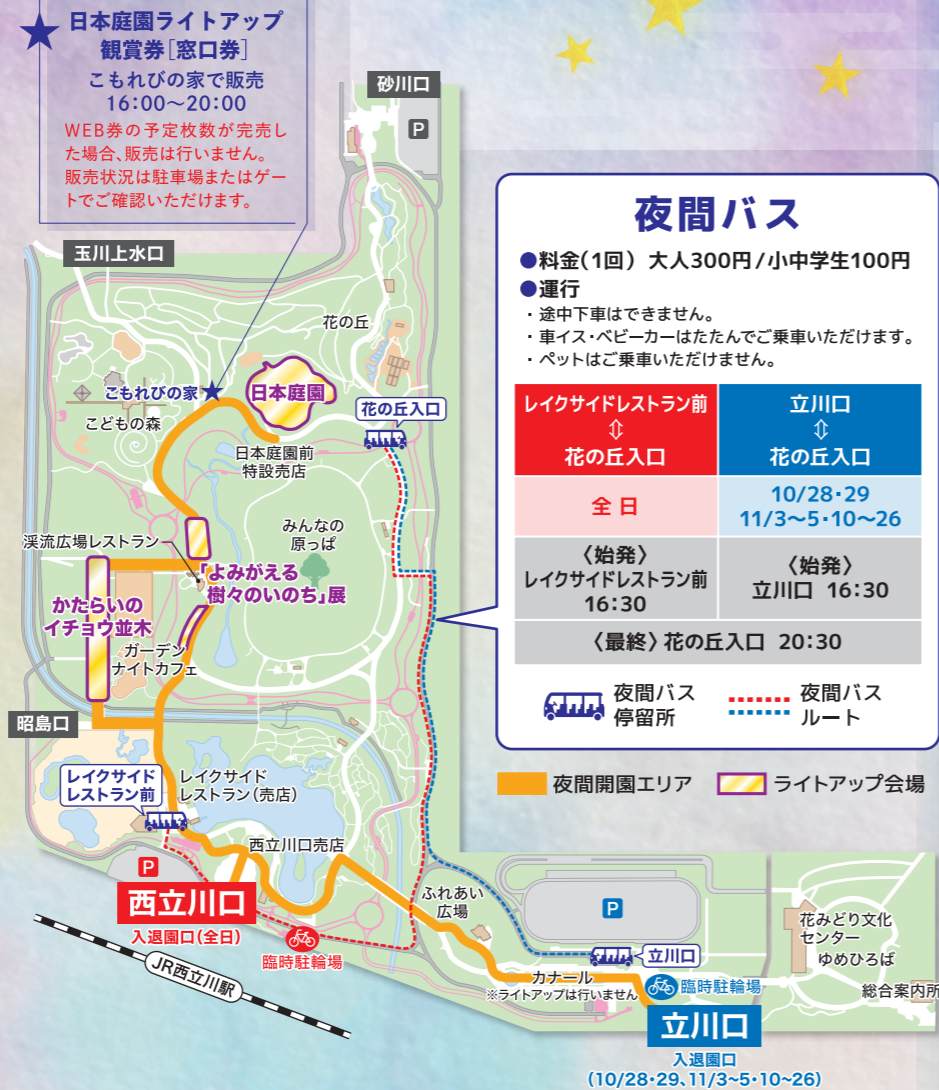 日本庭園ライトアップ
観賞券[窓口券]
こもれびの家で販売
16:00〜20:00
WEB券の予定枚数が完売し
た場合、販売は行いません。
販売状況は駐車場またはゲー
トでご確認いただけます。
砂川口
P
玉川上水口
花の丘
こもれびの家
日本庭園
こどもの森
花の丘入口
日本庭園前
特設売店
みんなの
原っぱ
渓流広場レストラン
「よみがえる
樹々のいのち」展
かたらいの
イチョウ並木
ガーデン
ナイトカフェ
昭島口
レイクサイド
レストラン前
レイクサイド
レストラン(売店)
西立川口売店
P
西立川口
入退園口(全日)
臨時駐輪場
JR西立川駅
ふれあい
広場
P
立川口
カナール
※ライトアップは行いません
臨時駐輪場
立川口
入退園口
(10/28・29、11/3~5・10~26)
花みどり文化
センター
ゆめひろば
総合案内所
夜間バス
●料金(1回) 大人300円/小中学生100円
●運行
・途中下車はできません。
・車イス・ベビーカーはたたんでご乗車いただけます。
・ペットはご乗車いただけません。
レイクサイドレストラン前
⇕
花の丘入口
立川口
⇕
花の丘入口
全日
10/28・29
11/3〜5・10〜26
〈始発〉
レイクサイドレストラン前
16:30
〈始発〉
立川口 16:30
〈最終〉花の丘入口 20:30
夜間バス
停留所
夜間バス
ルート
夜間開園エリア
ライトアップ会場